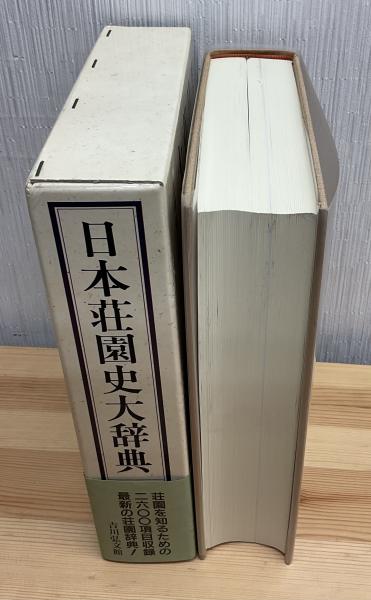 日本荘園史大辞典
荘園を知るための
二六〇〇項目収録
最新の荘園辞典!
吉川弘文館